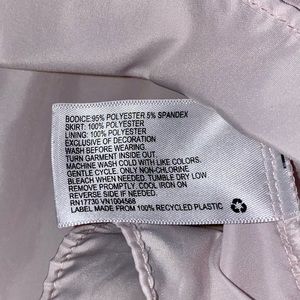 BODICE:95% POLYESTER 5% SPANDEX
SKIRT: 100% POLYESTER
LINING: 100% POLYESTER
EXCLUSIVE OF DECORATION
WASH BEFORE WEARING.
TURN GARMENT INSIDE OUT
MACHINE WASH COLD WITH LIKE COLORS.
GENTLE CYCLE. ONLY NON-CHLORINE
BLEACH WHEN NEEDED. TUMBLE DRY LOW
REMOVE PROMPTLY. COOL IRON ON
REVERSE SIDE IF NEEDED.
RN17730 VN1004568
LABEL MADE FROM 100% RECYCLED PLASTIC